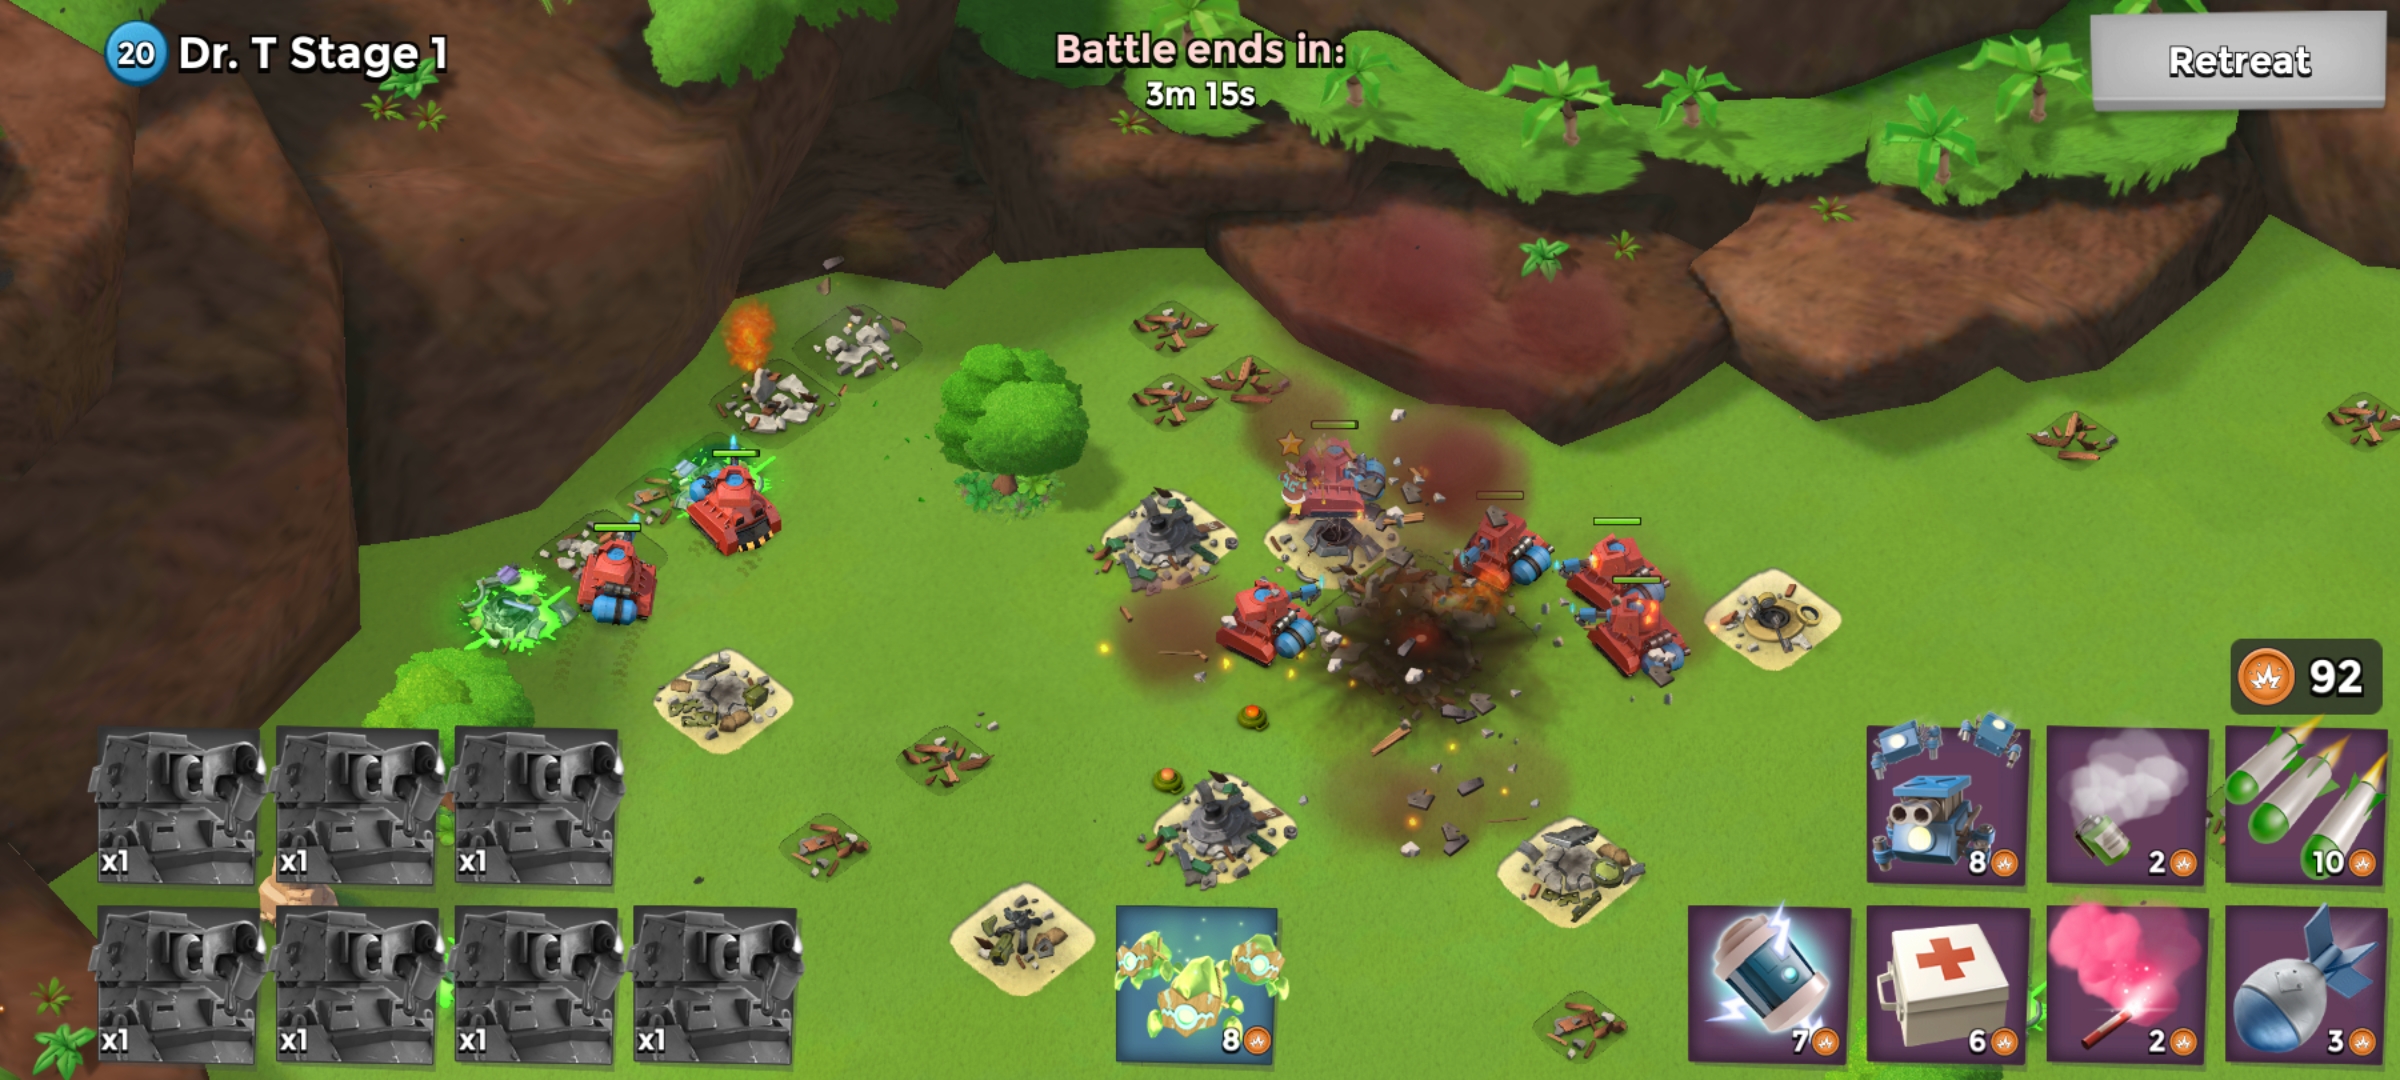 20 Dr. T Stage 1
Battle ends in:
3m 15s
Retreat
92
x1
x1
x1
8
2
10
x1
x1
x1
x1
8
7
6
2
3